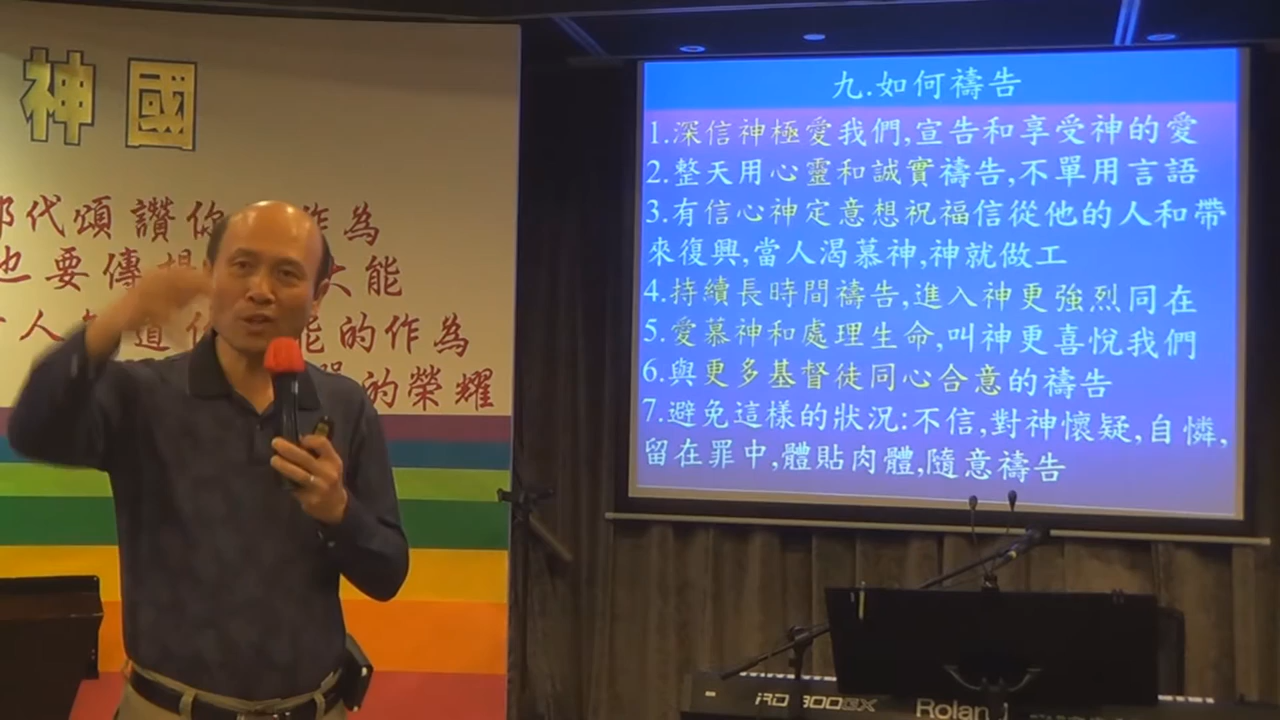 神國
代頌讚你 作為
也要傳揚 大能
人 道你 能的作為
的榮耀
九.如何禱告
1.深信神極愛我們,宣告和享受神的愛
2.整天用心靈和誠實禱告,不單用言語
3.有信心神定意想祝福信從他的人和帶
來復興,當人渴慕神,神就做工
4.持續長時間禱告,進入神更強烈同在
5.愛慕神和處理生命,叫神更喜悅我們
6.與更多基督徒同心合意的禱告
7.避免這樣的狀況:不信,對神懷疑,自憐,
留在罪中,體貼肉體,隨意禱告
RD 300GX
Roland